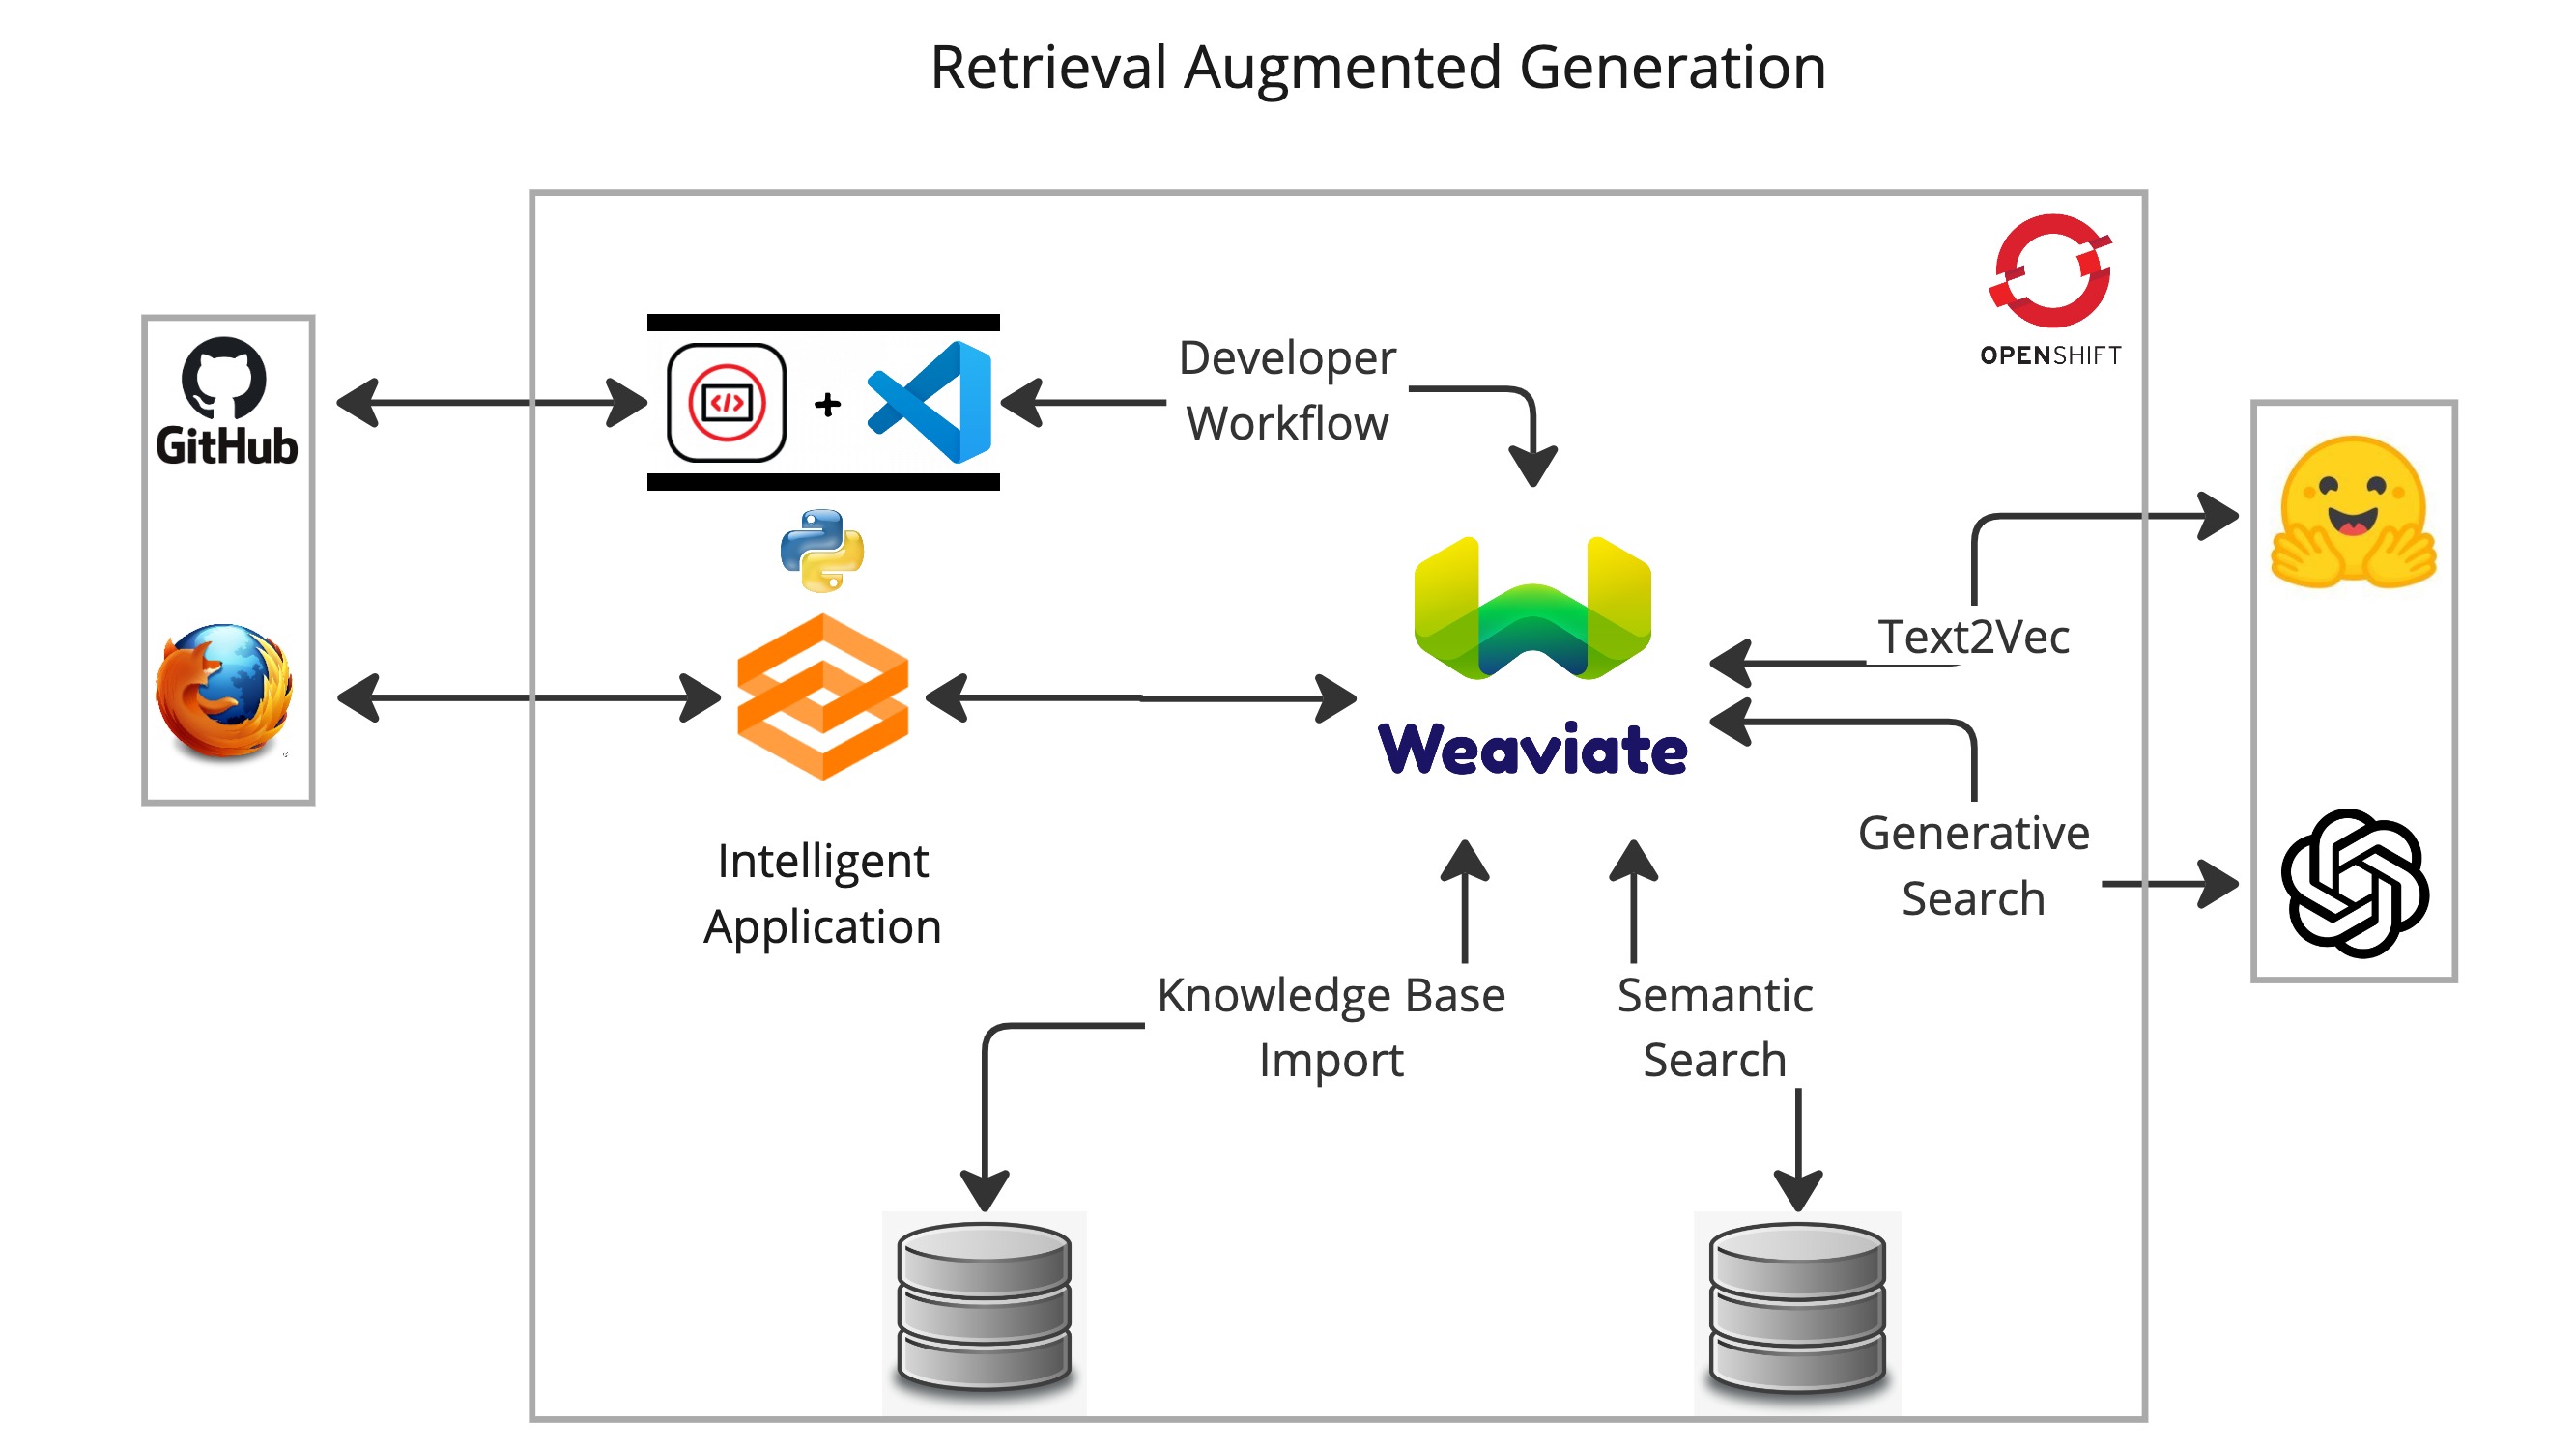 Retrieval Augmented Generation
OPENSHIFT
GitHub
</>
+
Developer
Workflow
Text2Vec
Weaviate
Intelligent
Application
Generative
Search
Knowledge Base
Import
Semantic
Search